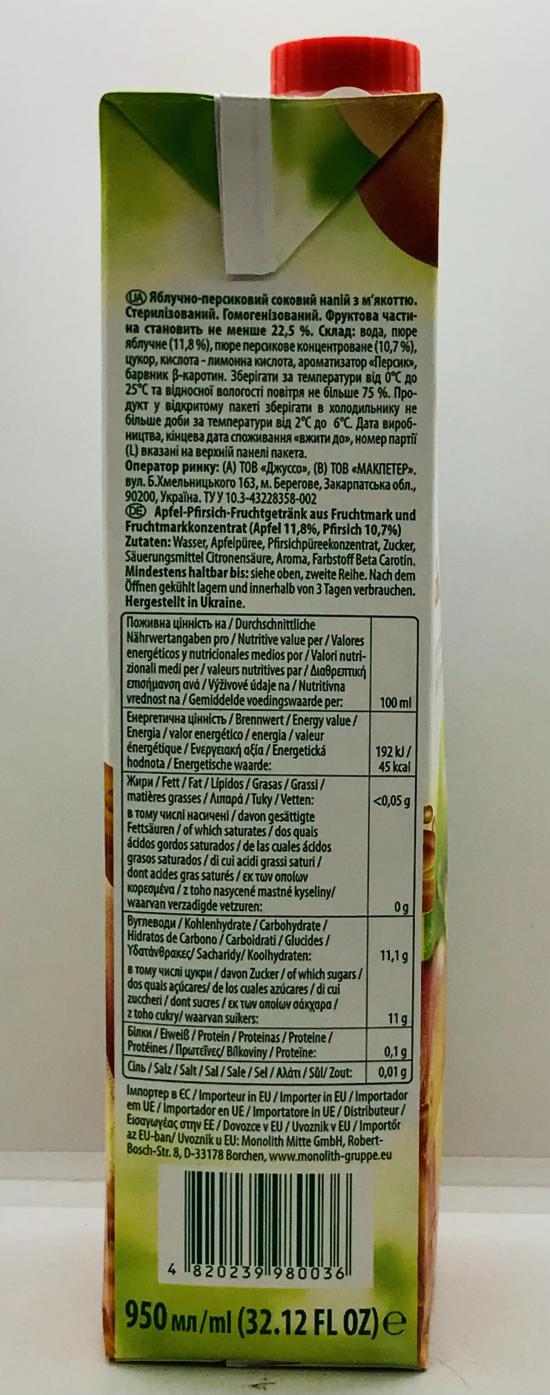 UA Яблучно-персиковий соковий напій з м'якоттю.
Стерилізований. Гомогенізований. Фруктова части-
на становить не менше 22,5 %. Склад: вода, пюре
яблучне (11,8 %), пюре персикове концентроване (10,7 %),
цукор, кислота - лимонна кислота, ароматизатор «Персик»,
барвник β-каротин. Зберігати за температури від 0°С до
25°С та відносної вологості повітря не більше 75 %. Про-
дукт у відкритому пакеті зберігати в холодильнику не
більше доби за температури від 2°С до 6°С. Дата вироб-
ництва, кінцева дата споживання «вжити до», номер партії
(L) вказані на верхній панелі пакета.
Оператор ринку: (А) ТОВ «Джуссо», (В) ТОВ «МАКПЕТЕР».
вул. Б.Хмельницького 163, м. Берегове, Закарпатська обл.,
90200, Україна. ТУ У 10.3-43228358-002
DE Apfel-Pfirsich-Fruchtgetränk aus Fruchtmark und
Fruchtmarkkonzentrat (Apfel 11,8%, Pfirsich 10,7%)
Zutaten: Wasser, Apfelpüree, Pfirsichpüreekonzentrat, Zucker,
Säuerungsmittel Citronensäure, Aroma, Farbstoff Beta Carotin.
Mindestens haltbar bis: siehe oben, zweite Reihe. Nach dem
Öffnen gekühlt lagern und innerhalb von 3 Tagen verbrauchen.
Hergestellt in Ukraine.
Поживна цінність на / Durchschnittliche
Nährwertangaben pro / Nutritive value per / Valores
energéticos y nutricionales medios por / Valori nutri-
zionali medi per / valeurs nutritives par / Διαθρεπτική
επισήμανση ανά / Výživové údaje na / Nutritivna
vrednost na / Gemiddelde voedingswaarde per: 100 ml
Енергетична цінність / Brennwert / Energy value /
Energia / valor energético / energia / valeur
énergétique / Ενεργειακή αξία / Energetická
hodnota / Energetische waarde: 192 kJ /
45 kcal
Жири / Fett / Fat / Lípidos / Grasas / Grassi /
matières grasses / Λιπαρά / Tuky / Vetten: <0,05 g
в тому числі насичені / davon gesättigte
Fettsäuren / of which saturates / dos quais
ácidos gordos saturados / de las cuales ácidos
grasos saturados / di cui acidi grassi saturi /
dont acides gras saturés / εκ των οποίων
κορεσμένα / z toho nasycené mastné kyseliny/
waarvan verzadigde vetzuren: 0 g
Вуглеводи / Kohlenhydrate / Carbohydrate /
Hidratos de Carbono / Carboidrati / Glucides /
Υδατάνθρακες/ Sacharidy/ Koolhydraten: 11,1 g
в тому числі цукри / davon Zucker / of which sugars /
dos quais açúcares/ de los cuales azúcares / di cui
zuccheri / dont sucres / εκ των οποίων σάκχαρα /
z toho cukry/ waarvan suikers: 11 g
Білки / Eiweiß / Protein / Proteinas / Proteine /
Protéines / Πρωτεΐνες/ Bílkoviny / Proteïne: 0,1 g
Сіль / Salz / Salt / Sal / Sale / Sel / Αλάτι / Sůl/ Zout: 0,01 g
Імпортер в ЄС / Importeur in EU / Importer in EU / Importador
em UE / Importador en UE / Importatore in UE / Distributeur /
Εισαγωγέας στην ΕΕ / Dovozce v EU / Uvoznik v EU / Importőr
az EU-ban/ Uvoznik u EU: Monolith Mitte GmbH, Robert-
Bosch-Str. 8, D-33178 Borchen, www.monolith-gruppe.eu
4 820239 980036
950 мл/ml (32.12 FL OZ) ℮